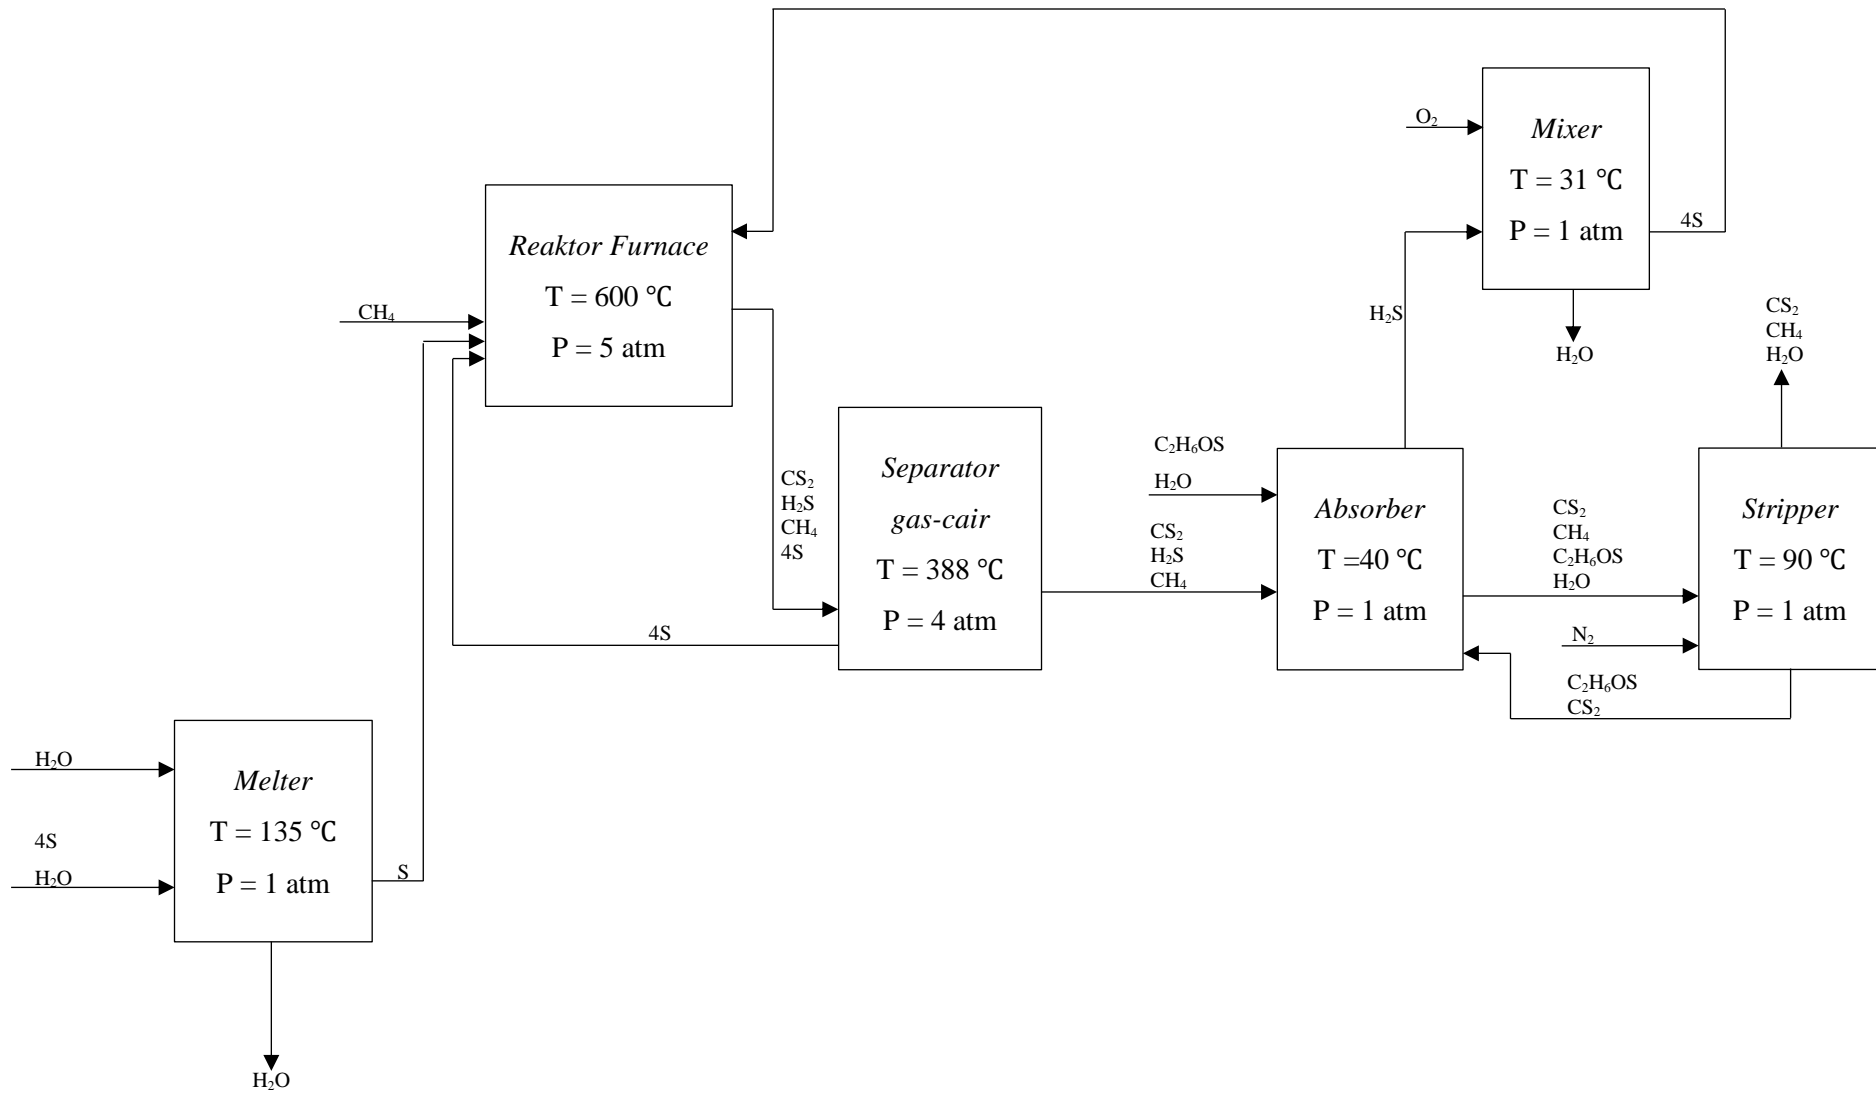 O₂
Mixer
T = 31 ℃
P = 1 atm
4S
H₂O
H₂S
Reaktor Furnace
T = 600 ℃
P = 5 atm
CH₄
CS₂
CH₄
H₂O
CS₂
H₂S
CH₄
4S
Separator
gas-cair
T = 388 ℃
P = 4 atm
4S
C₂H₆OS
H₂O
CS₂
H₂S
CH₄
Absorber
T =40 ℃
P = 1 atm
CS₂
CH₄
C₂H₆OS
H₂O
N₂
C₂H₆OS
CS₂
Stripper
T = 90 ℃
P = 1 atm
H₂O
4S
H₂O
Melter
T = 135 ℃
P = 1 atm
S
H₂O